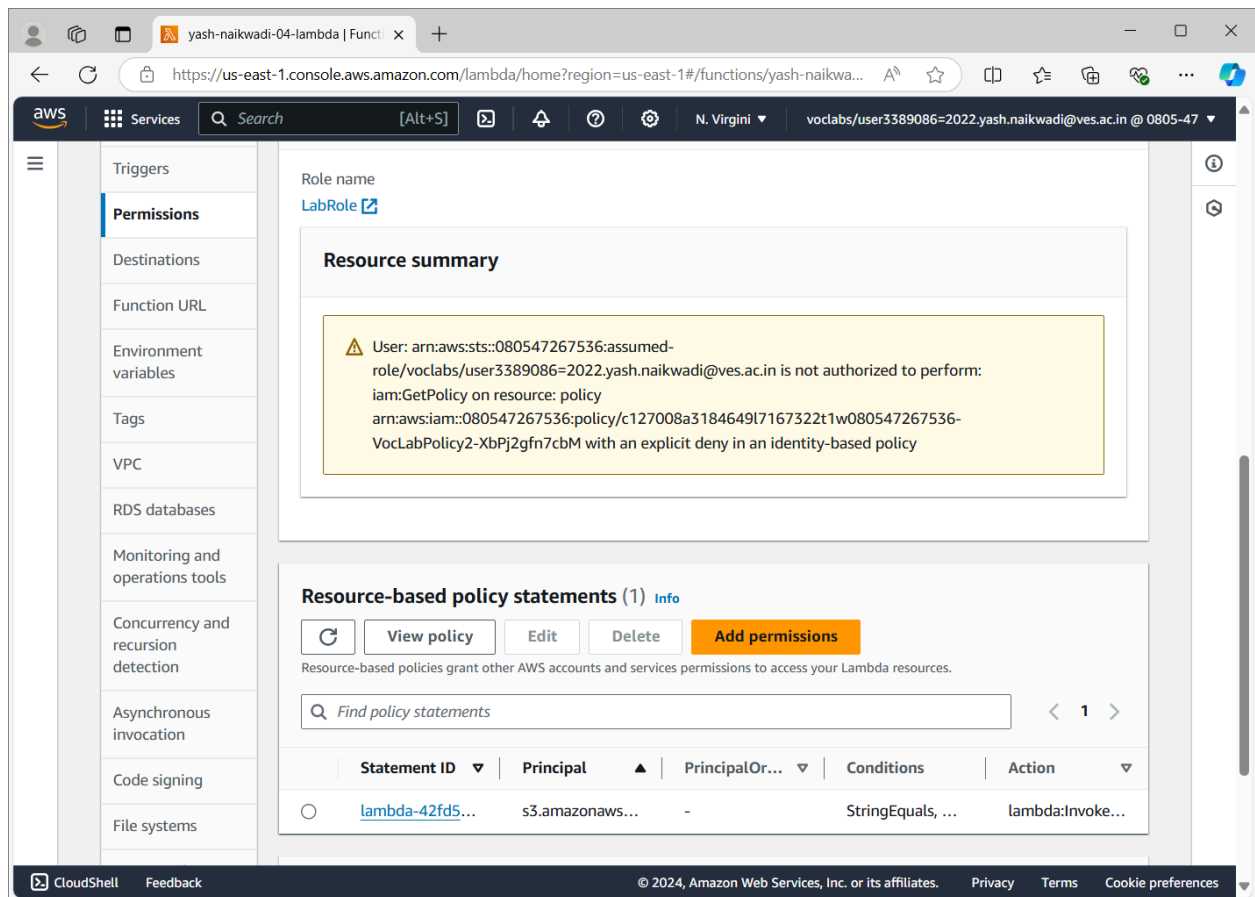 yash-naikwadi-04-lambda | Functi
https://us-east-1.console.aws.amazon.com/lambda/home?region=us-east-1#/functions/yash-naikwa...
aws
Services
Search
[Alt+S]
N. Virgini
voclabs/user3389086=2022.yash.naikwadi@ves.ac.in @ 0805-47
Triggers
Permissions
Destinations
Function URL
Environment
variables
Tags
VPC
RDS databases
Monitoring and
operations tools
Concurrency and
recursion
detection
Asynchronous
invocation
Code signing
File systems
Role name
LabRole
Resource summary
User: arn:aws:sts::080547267536:assumed-
role/voclabs/user3389086=2022.yash.naikwadi@ves.ac.in is not authorized to perform:
iam:GetPolicy on resource: policy
arn:aws:iam::080547267536:policy/c127008a3184649l7167322t1w080547267536-
VocLabPolicy2-XbPj2gfn7cbM with an explicit deny in an identity-based policy
Resource-based policy statements (1) Info
View policy
Edit
Delete
Add permissions
Resource-based policies grant other AWS accounts and services permissions to access your Lambda resources.
Find policy statements
1
Statement ID
Principal
PrincipalOr...
Conditions
Action
lambda-42fd5...
s3.amazonaws...
-
StringEquals, ...
lambda:Invoke...
CloudShell
Feedback
© 2024, Amazon Web Services, Inc. or its affiliates.
Privacy
Terms
Cookie preferences